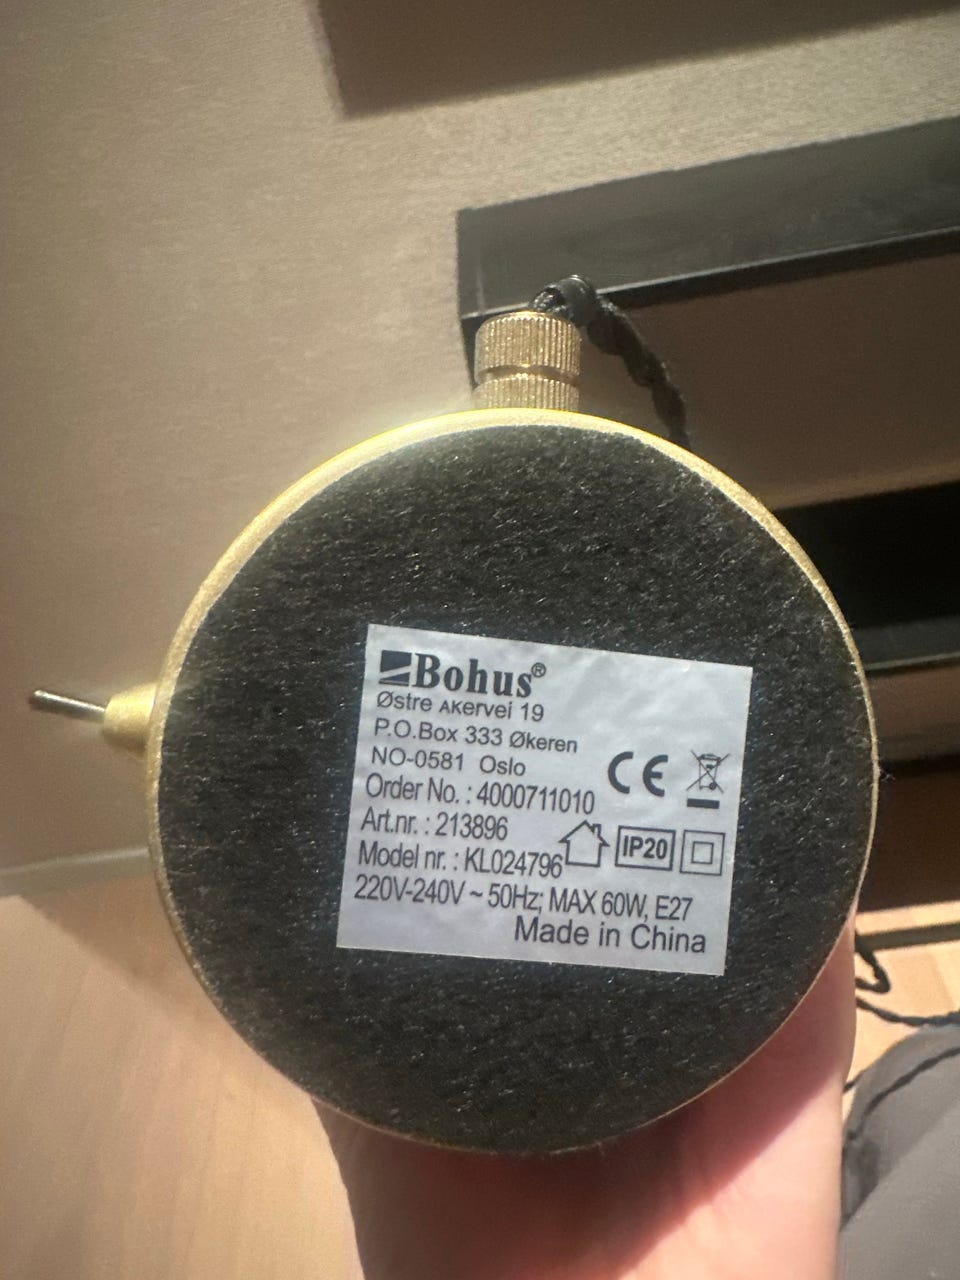 Bohus®
Østre AKervei 19
P.O.Box 333 Økeren
NO-0581 Oslo
CE
Order No. : 4000711010
Art.nr. : 213896
IP20
Model nr. : KL024796
220V-240V ~ 50Hz; MAX 60W, E27
Made in China